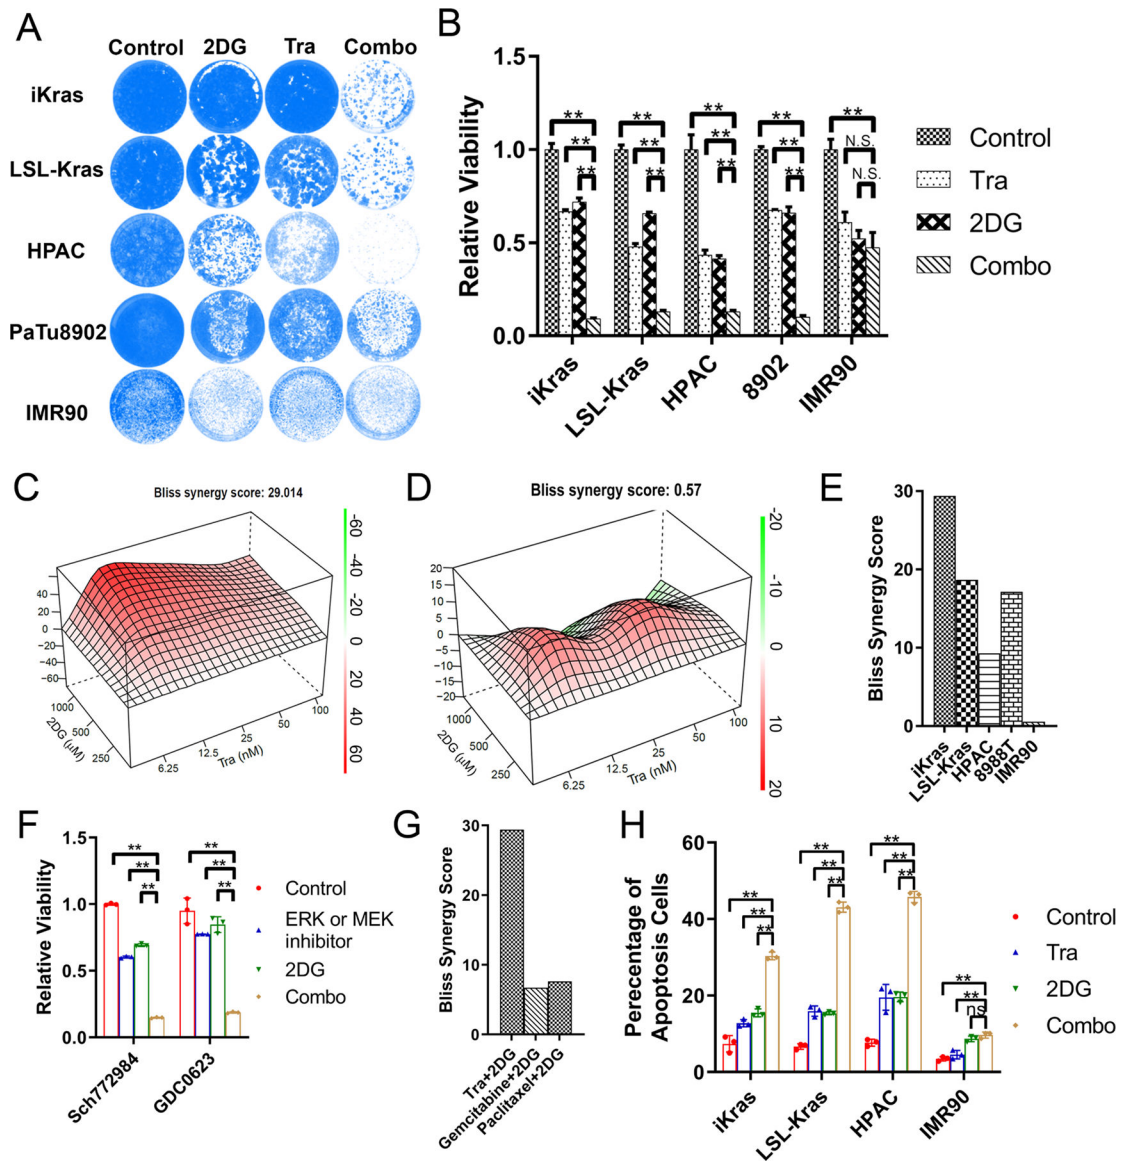 A
Control 2DG Tra Combo
iKras
LSL-Kras
HPAC
PaTu8902
IMR90
B
Relative Viability
1.5
1.0
0.5
0.0
** ** ** ** **
** ** ** ** N.S.
** ** ** ** N.S.
iKras
LSL-Kras
HPAC
8902
IMR90
Control
Tra
2DG
Combo
C
Bliss synergy score: 29.014
40
20
0
-20
-40
-60
1000
500
250
2DG (μM)
6.25
12.5
25
50
100
Tra (nM)
-60
-40
-20
0
20
40
60
D
Bliss synergy score: 0.57
20
15
10
5
0
-5
-10
-15
-20
1000
500
250
2DG (μM)
6.25
12.5
25
50
100
Tra (nM)
-20
-10
0
10
20
E
Bliss Synergy Score
30
20
10
0
iKras
LSL-Kras
HPAC
8988T
IMR90
F
Relative Viability
1.5
1.0
0.5
0.0
** **
** **
** **
Sch772984
GDC0623
Control
ERK or MEK
inhibitor
2DG
Combo
G
Bliss Synergy Score
30
20
10
0
Tra+2DG
Gemcitabine+2DG
Paclitaxel+2DG
H
Perecentage of
Apoptosis Cells
60
40
20
0
** ** ** **
** ** ** **
** ** ** ns
iKras
LSL-Kras
HPAC
IMR90
Control
Tra
2DG
Combo